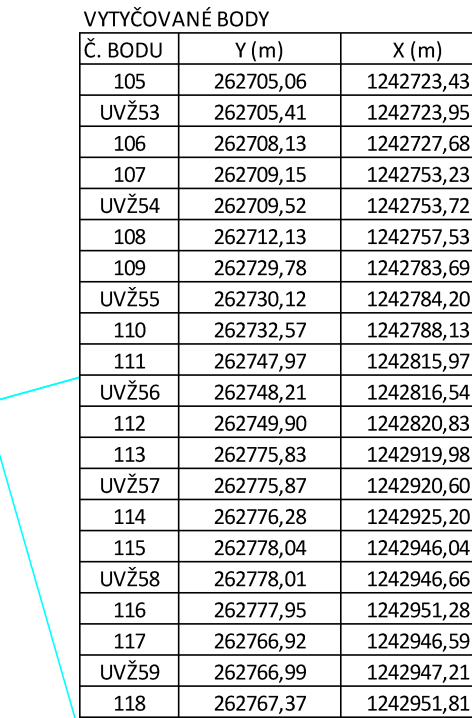 VYTYČOVANÉ BODY
Č. BODU Y (m) X (m)
105 262705,06 1242723,43
UVŽ53 262705,41 1242723,95
106 262708,13 1242727,68
107 262709,15 1242753,23
UVŽ54 262709,52 1242753,72
108 262712,13 1242757,53
109 262729,78 1242783,69
UVŽ55 262730,12 1242784,20
110 262732,57 1242788,13
111 262747,97 1242815,97
UVŽ56 262748,21 1242816,54
112 262749,90 1242820,83
113 262775,83 1242919,98
UVŽ57 262775,87 1242920,60
114 262776,28 1242925,20
115 262778,04 1242946,04
UVŽ58 262778,01 1242946,66
116 262777,95 1242951,28
117 262766,92 1242946,59
UVŽ59 262766,99 1242947,21
118 262767,37 1242951,81